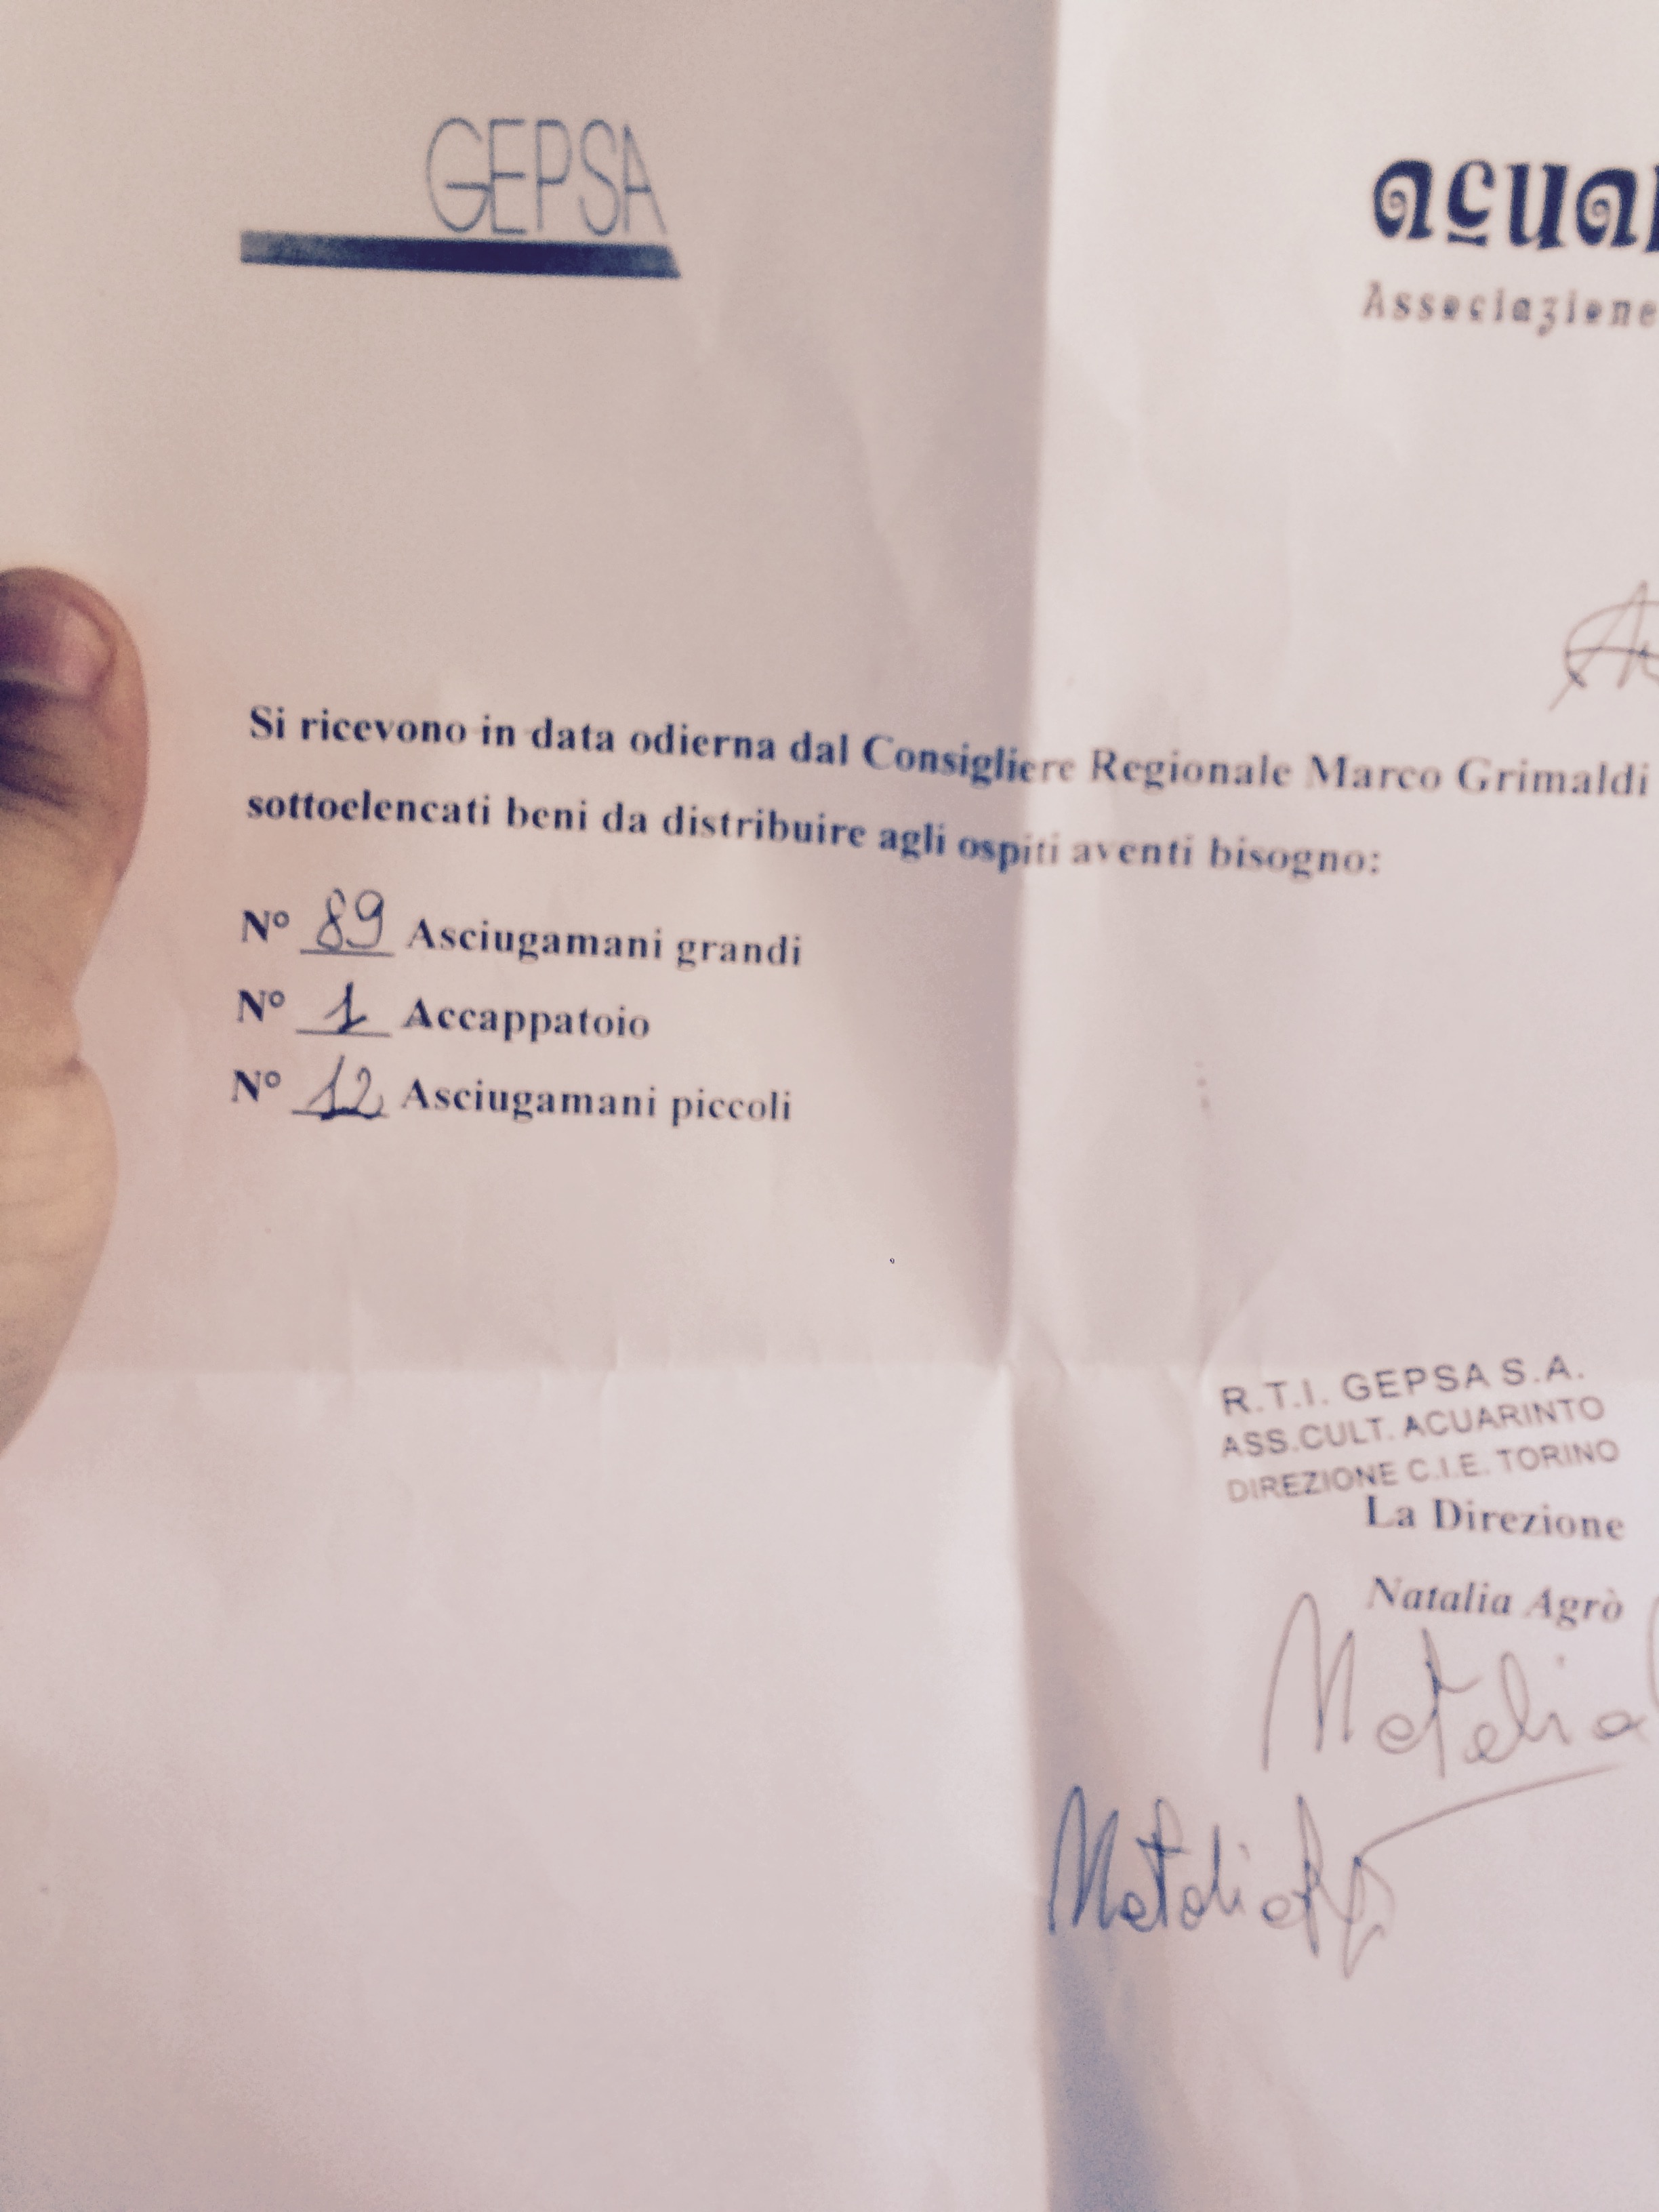 GEPSA
acuar
Associazione
Si ricevono in data odierna dal Consigliere Regionale Marco Grimaldi
sottoelencati beni da distribuire agli ospiti aventi bisogno:
N° 89 Asciugamani grandi
N° 1 Accappatoio
N° 12 Asciugamani piccoli
R.T.I. GEPSA S.A.
ASS.CULT. ACUARINTO
DIREZIONE C.I.E. TORINO
La Direzione
Natalia Agrò
Natalia